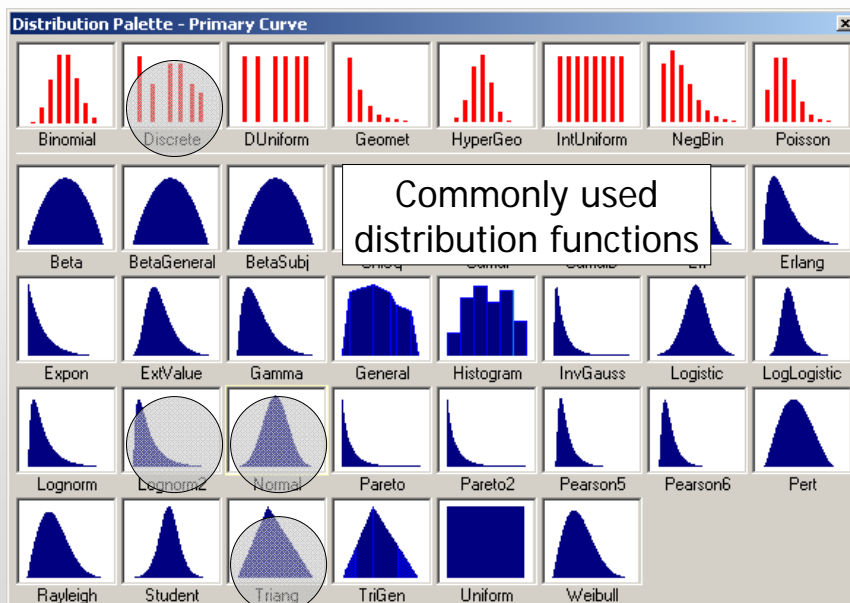 Distribution Palette - Primary Curve
Binomial Discrete DUniform Geomet HyperGeo IntUniform NegBin Poisson
Commonly used
distribution functions
Beta BetaGeneral BetaSubj Erlang
Expon ExtValue Gamma General Histogram InvGauss Logistic LogLogistic
Lognorm Lognorm2 Normal Pareto Pareto2 Pearson5 Pearson6 Pert
Rayleigh Student Triang TriGen Uniform Weibull